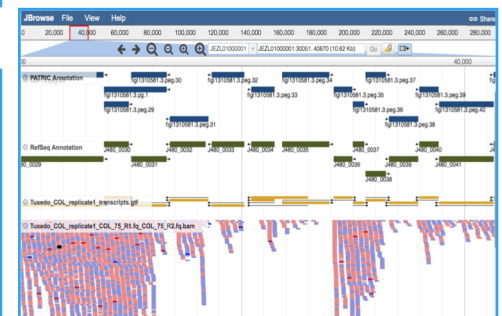 JBrowse File View Help Share
0 20,000 40,000 60,000 80,000 100,000 120,000 140,000 160,000 180,000 200,000 220,000 240,000 260,000 280,000
JEZL01000001 JEZL01000001:30051..40670 (10.62 Kb) Go
40,000
PATRIC Annotation
fig|1310581.3.peg.30 fig|1310581.3.peg.32 fig|1310581.3.peg.34 fig|1310581.3.peg.37
fig|1310581.3.pg.1 fig|1310581.3.peg.33 fig|1310581.3.peg.35 fig|1310581.3.peg.39
fig|1310581.3.peg.29 fig|1310581.3.peg.36 fig|1310581.3.peg.40
fig|1310581.3.peg.31 fig|1310581.3.peg.38
RefSeq Annotation
J480_0030 J480_0032 J480_0033 J480_0034 J480_0035 J480_0037 J480_0040
J480_0031 J480_0036 J480_0039 J480_0041
J480_0038
Tuxedo_COL_replicate1_transcripts.gtf
Tuxedo_COL_replicate1_COL_75_R1.fq_COL_75_R2.fq.bam